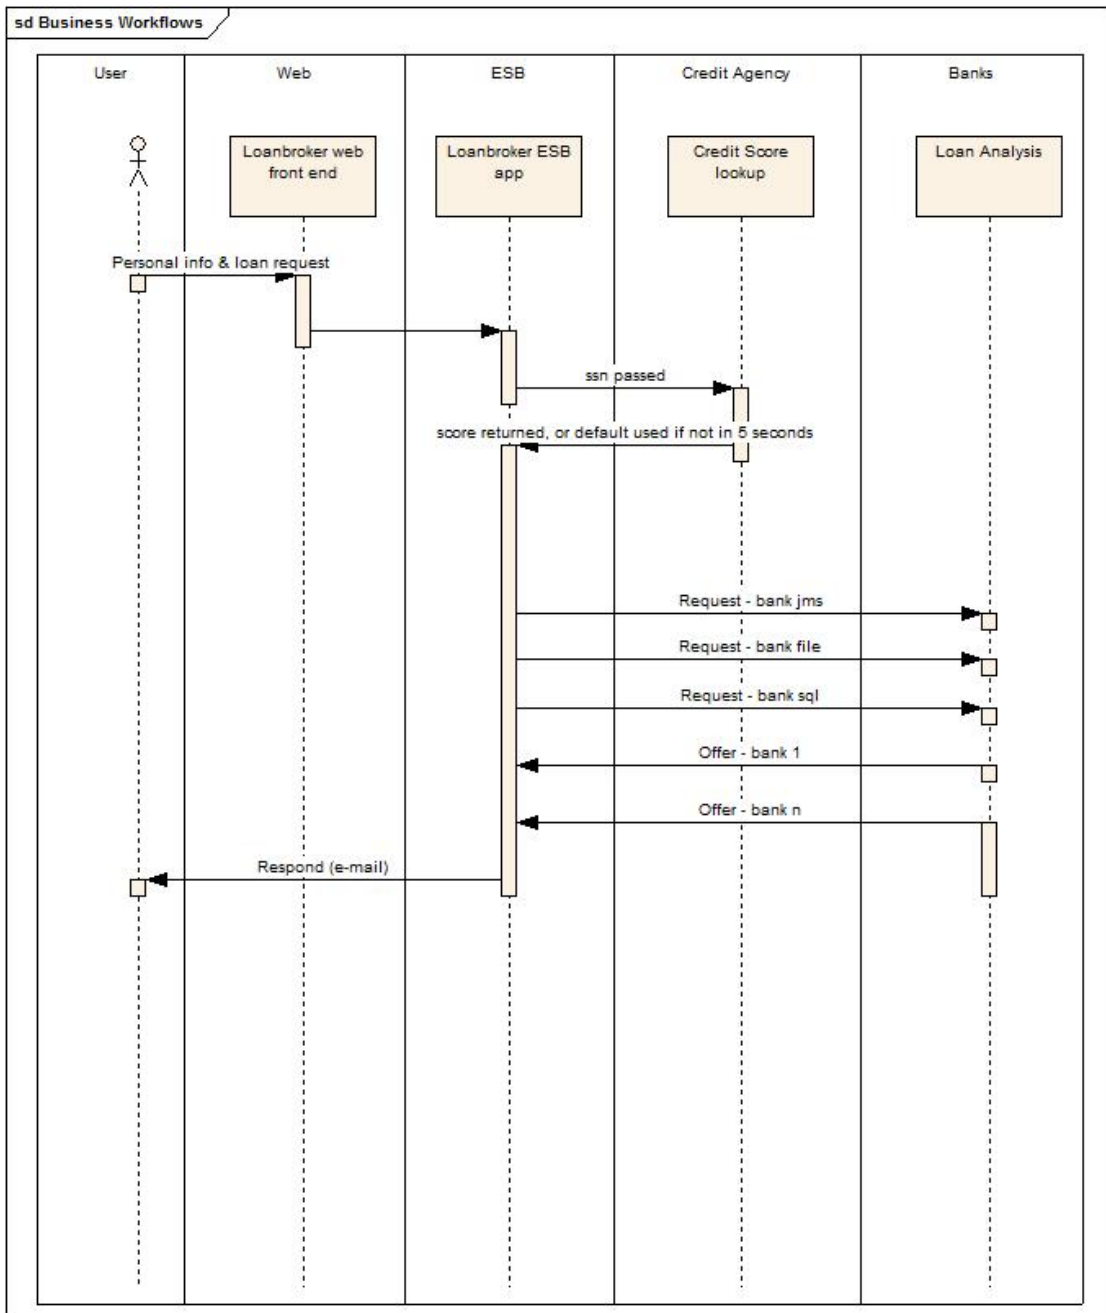 sd Business Workflows
User
Web
ESB
Credit Agency
Banks
Loanbroker web
front end
Loanbroker ESB
app
Credit Score
lookup
Loan Analysis
Personal info & loan request
ssn passed
score returned, or default used if not in 5 seconds
Request - bank jms
Request - bank file
Request - bank sql
Offer - bank 1
Offer - bank n
Respond (e-mail)